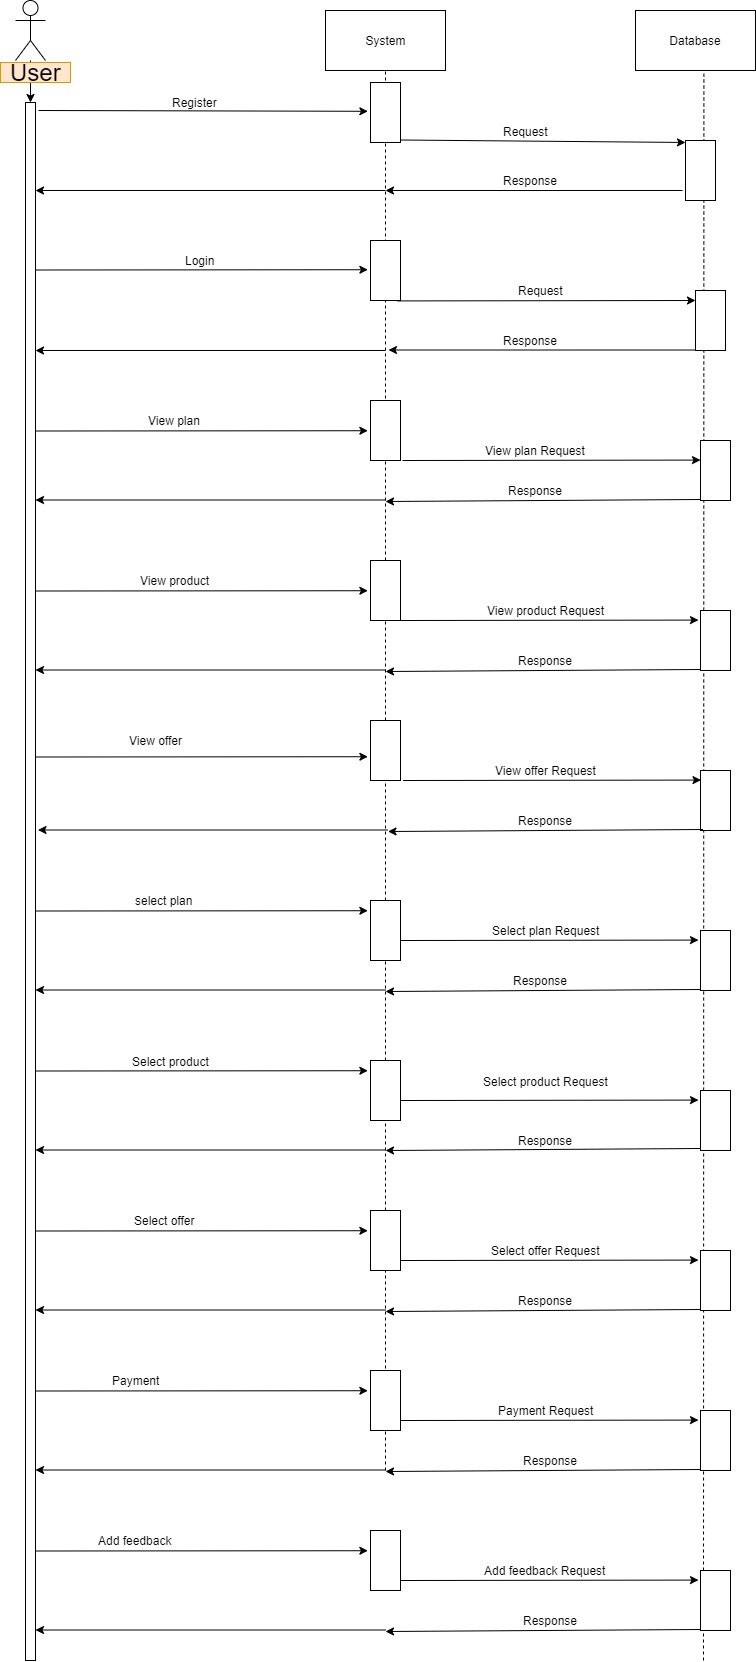 System
Database
User
Register
Request
Response
Login
Request
Response
View plan
View plan Request
Response
View product
View product Request
Response
View offer
View offer Request
Response
select plan
Select plan Request
Response
Select product
Select product Request
Response
Select offer
Select offer Request
Response
Payment
Payment Request
Response
Add feedback
Add feedback Request
Response